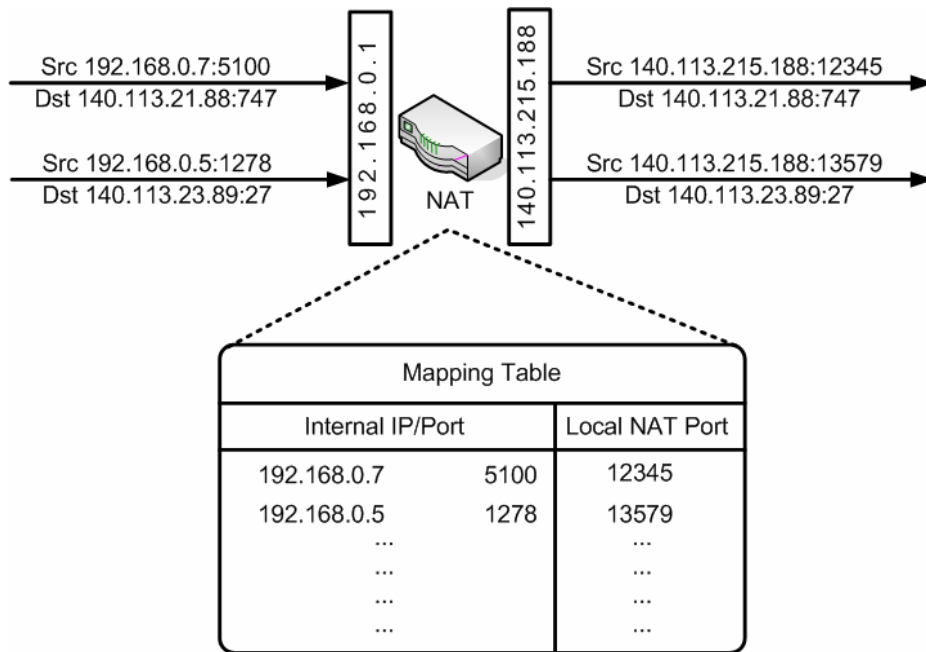 Src 192.168.0.7:5100
Dst 140.113.21.88:747
Src 192.168.0.5:1278
Dst 140.113.23.89:27
192.168.0.1
NAT
140.113.215.188
Src 140.113.215.188:12345
Dst 140.113.21.88:747
Src 140.113.215.188:13579
Dst 140.113.23.89:27
Mapping Table
Internal IP/Port Local NAT Port
192.168.0.7 5100 12345
192.168.0.5 1278 13579
... ...
... ...
... ...
... ...